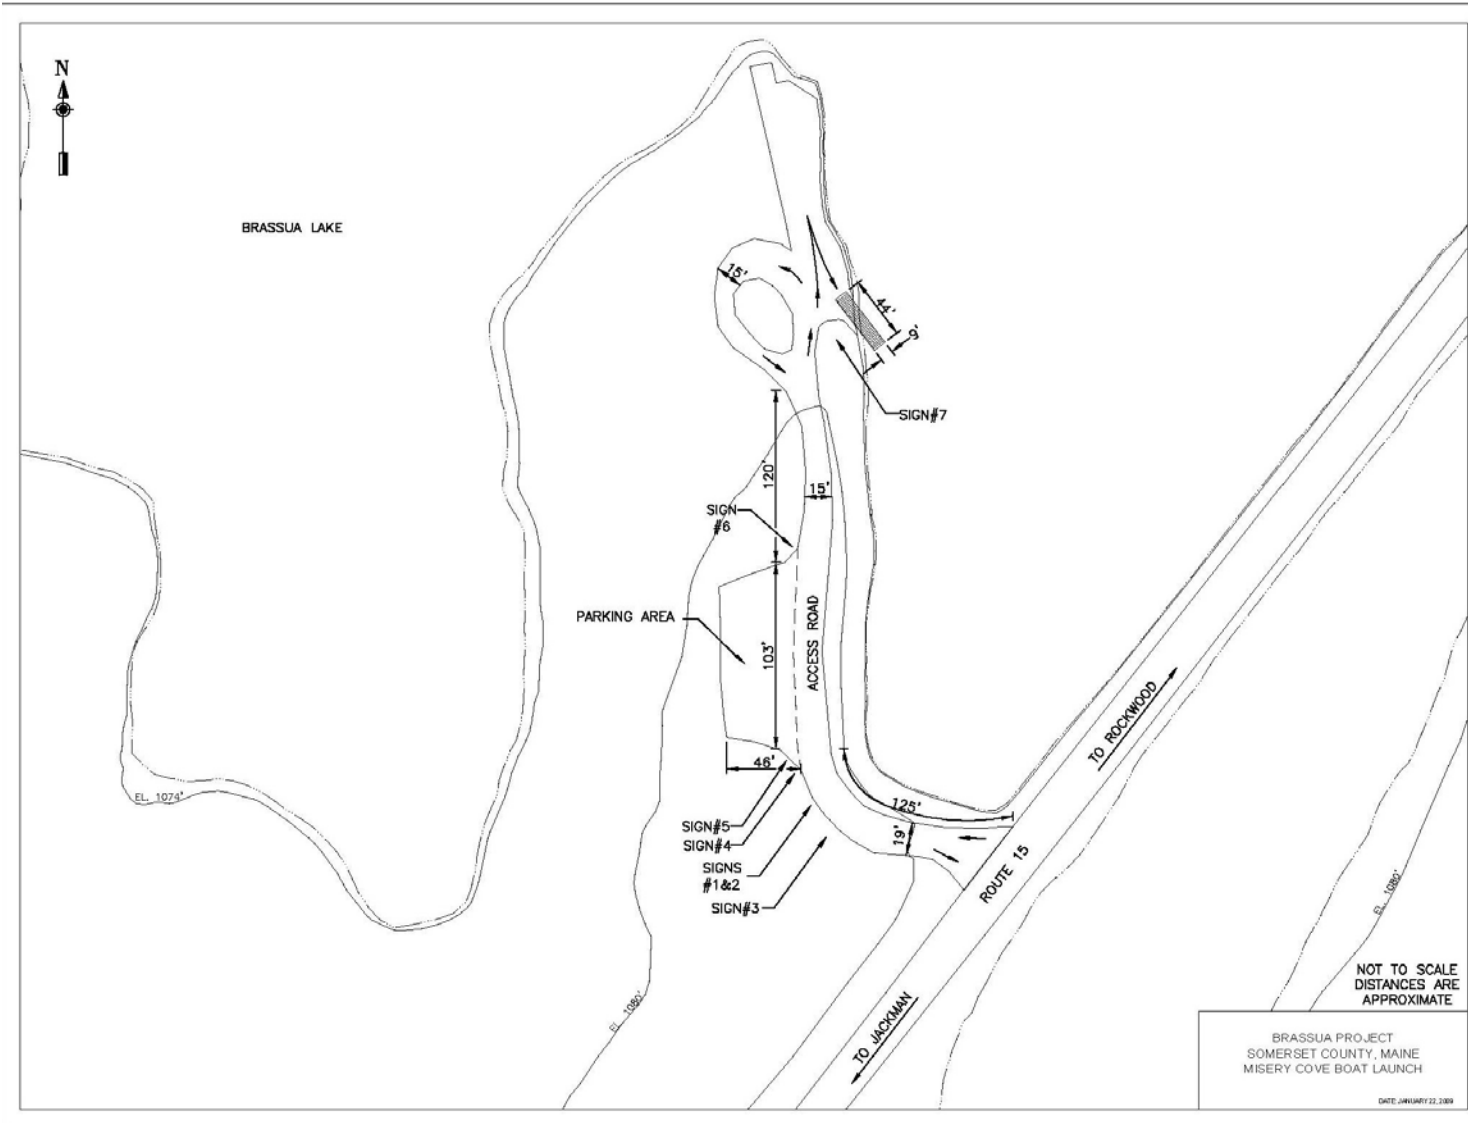 N
BRASSUA LAKE
15'
44'
9'
SIGN#7
120'
15'
SIGN
#6
PARKING AREA
103'
ACCESS ROAD
46'
125'
19'
SIGN#5
SIGN#4
SIGNS
#1&2
SIGN#3
EL. 1074'
TO ROCKWOOD
ROUTE 15
TO JACKMAN
EL. 1080'
EL. 1080'
NOT TO SCALE
DISTANCES ARE
APPROXIMATE
BRASSUA PROJECT
SOMERSET COUNTY, MAINE
MISERY COVE BOAT LAUNCH
DATE: JANUARY 22, 2009